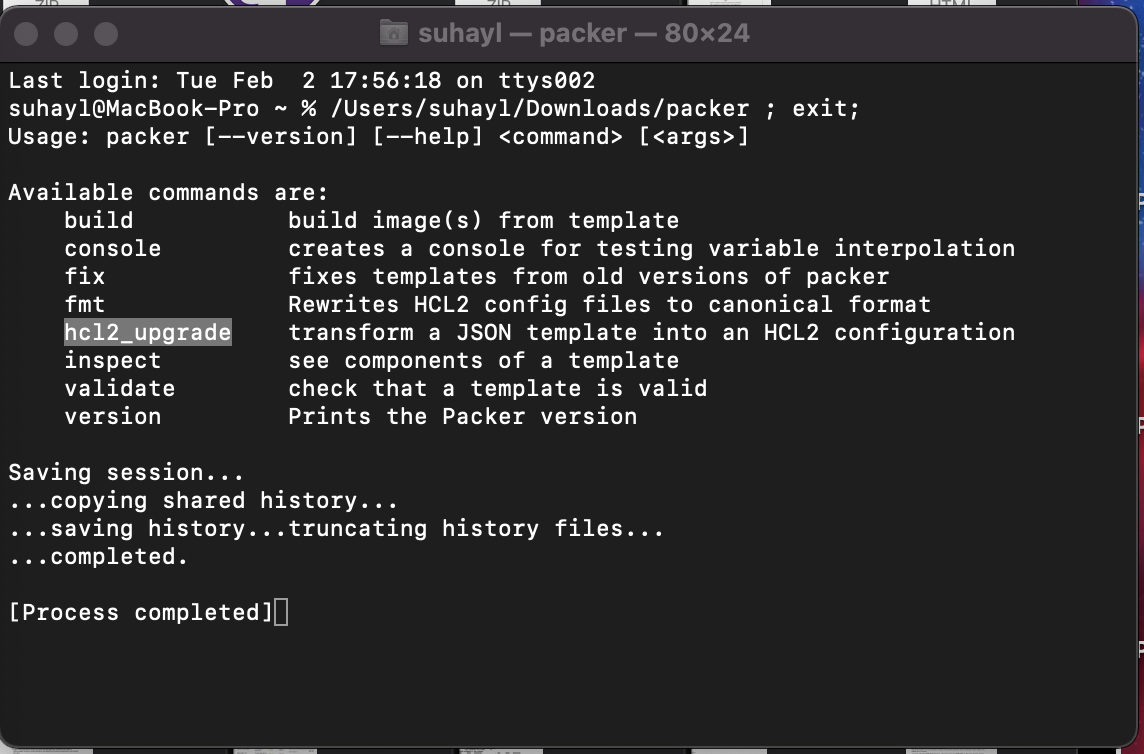 ZIP
ZIP
HTML
suhayl — packer — 80×24
Last login: Tue Feb  2 17:56:18 on ttys002
suhayl@MacBook-Pro ~ % /Users/suhayl/Downloads/packer ; exit;
Usage: packer [--version] [--help] <command> [<args>]

Available commands are:
    build           build image(s) from template
    console         creates a console for testing variable interpolation
    fix             fixes templates from old versions of packer
    fmt             Rewrites HCL2 config files to canonical format
    hcl2_upgrade    transform a JSON template into an HCL2 configuration
    inspect         see components of a template
    validate        check that a template is valid
    version         Prints the Packer version

Saving session...
...copying shared history...
...saving history...truncating history files...
...completed.

[Process completed]